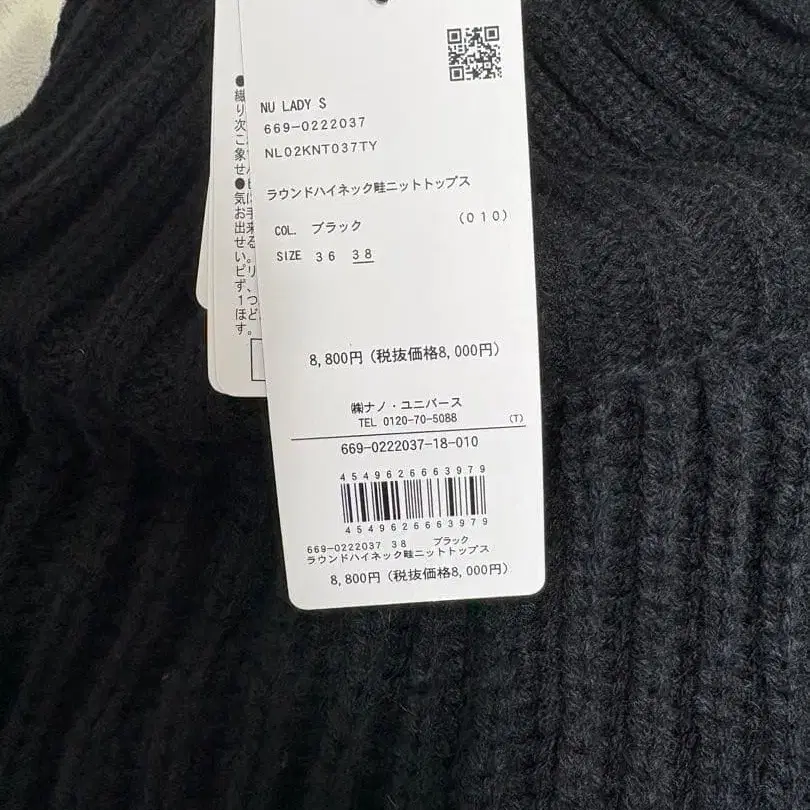 NU LADY S
669-0222037
NL02KNT037TY
ラウンドハイネック畦ニットトップス
COL. ブラック (010)
SIZE 36 38
8,800円(税抜価格8,000円)
㈱ナノ・ユニバース
TEL 0120-70-5088 (T)
669-0222037-18-010
4549626663979
4549626663979
669-0222037 38 ブラック
ラウンドハイネック畦ニットトップス
8,800円(税抜価格8,000円)